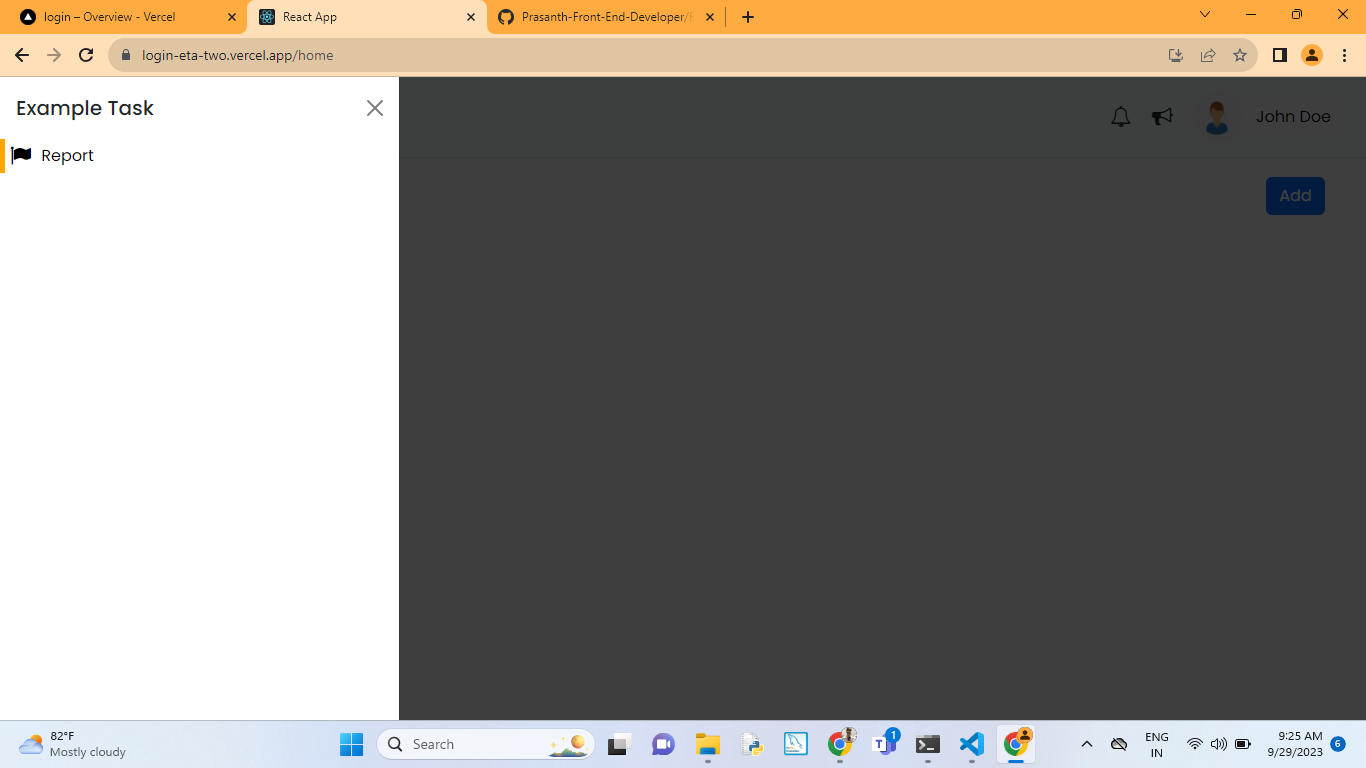 login – Overview - Vercel
React App
Prasanth-Front-End-Developer/
login-eta-two.vercel.app/home
Example Task
John Doe
Report
Add
82°F
Mostly cloudy
Search
1
ENG
IN
9:25 AM
9/29/2023
6